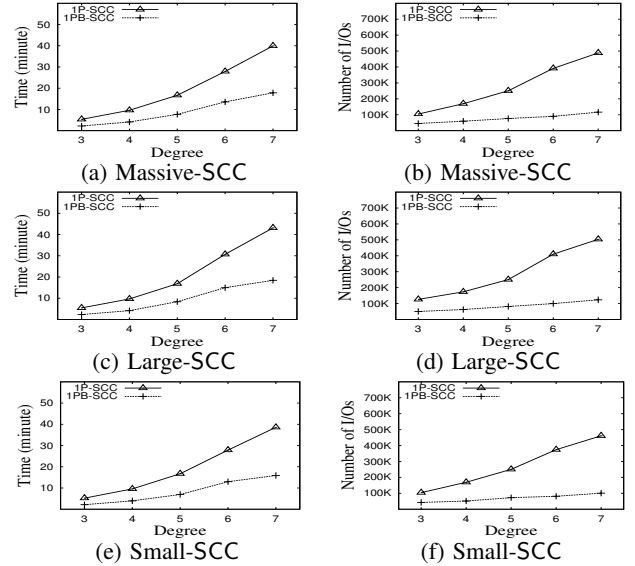 1P-SCC
1PB-SCC
Time (minute)
50
40
30
20
10
3 4 5 6 7
Degree
(a) Massive-SCC
1P-SCC
1PB-SCC
Number of I/Os
700K
600K
500K
400K
300K
200K
100K
3 4 5 6 7
Degree
(b) Massive-SCC
1P-SCC
1PB-SCC
Time (minute)
50
40
30
20
10
3 4 5 6 7
Degree
(c) Large-SCC
1P-SCC
1PB-SCC
Number of I/Os
700K
600K
500K
400K
300K
200K
100K
3 4 5 6 7
Degree
(d) Large-SCC
1P-SCC
1PB-SCC
Time (minute)
50
40
30
20
10
3 4 5 6 7
Degree
(e) Small-SCC
1P-SCC
1PB-SCC
Number of I/Os
700K
600K
500K
400K
300K
200K
100K
3 4 5 6 7
Degree
(f) Small-SCC